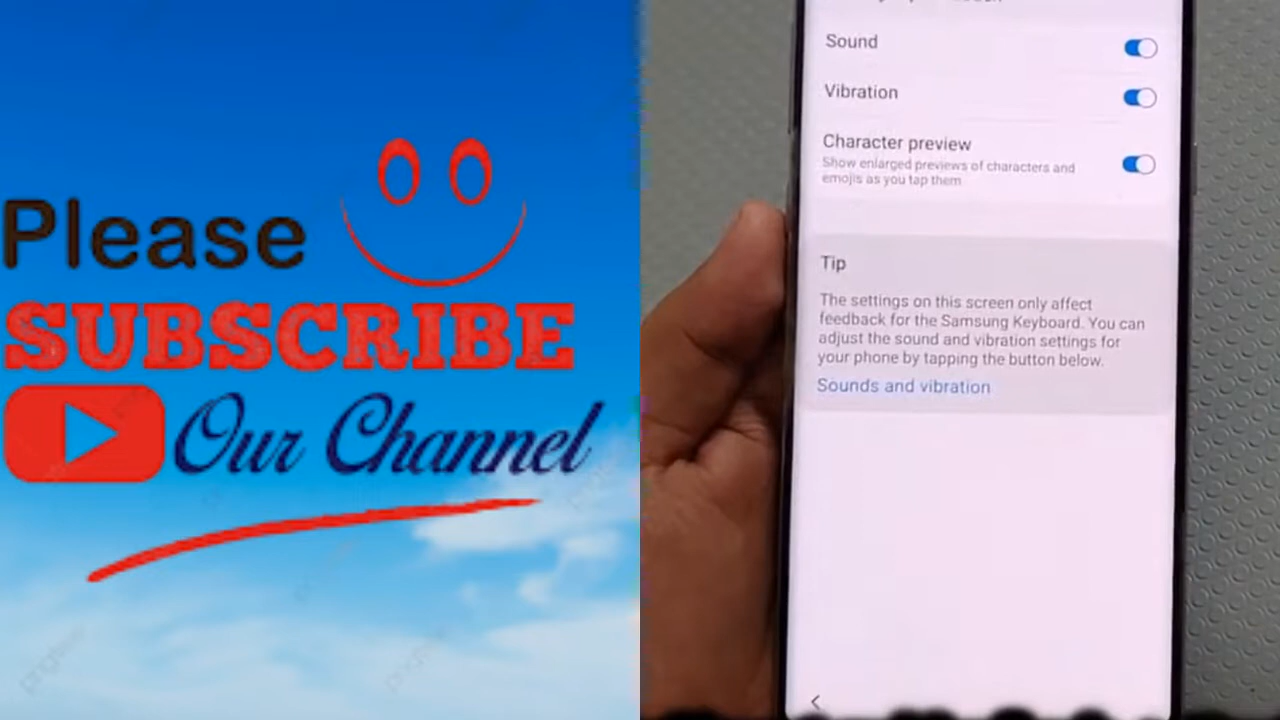 Please
SUBSCRIBE
Our Channel
Sound
Vibration
Character preview
Show enlarged previews of characters and
emojis as you tap them
Tip
The settings on this screen only affect
feedback for the Samsung Keyboard. You can
adjust the sound and vibration settings for
your phone by tapping the button below.
Sounds and vibration